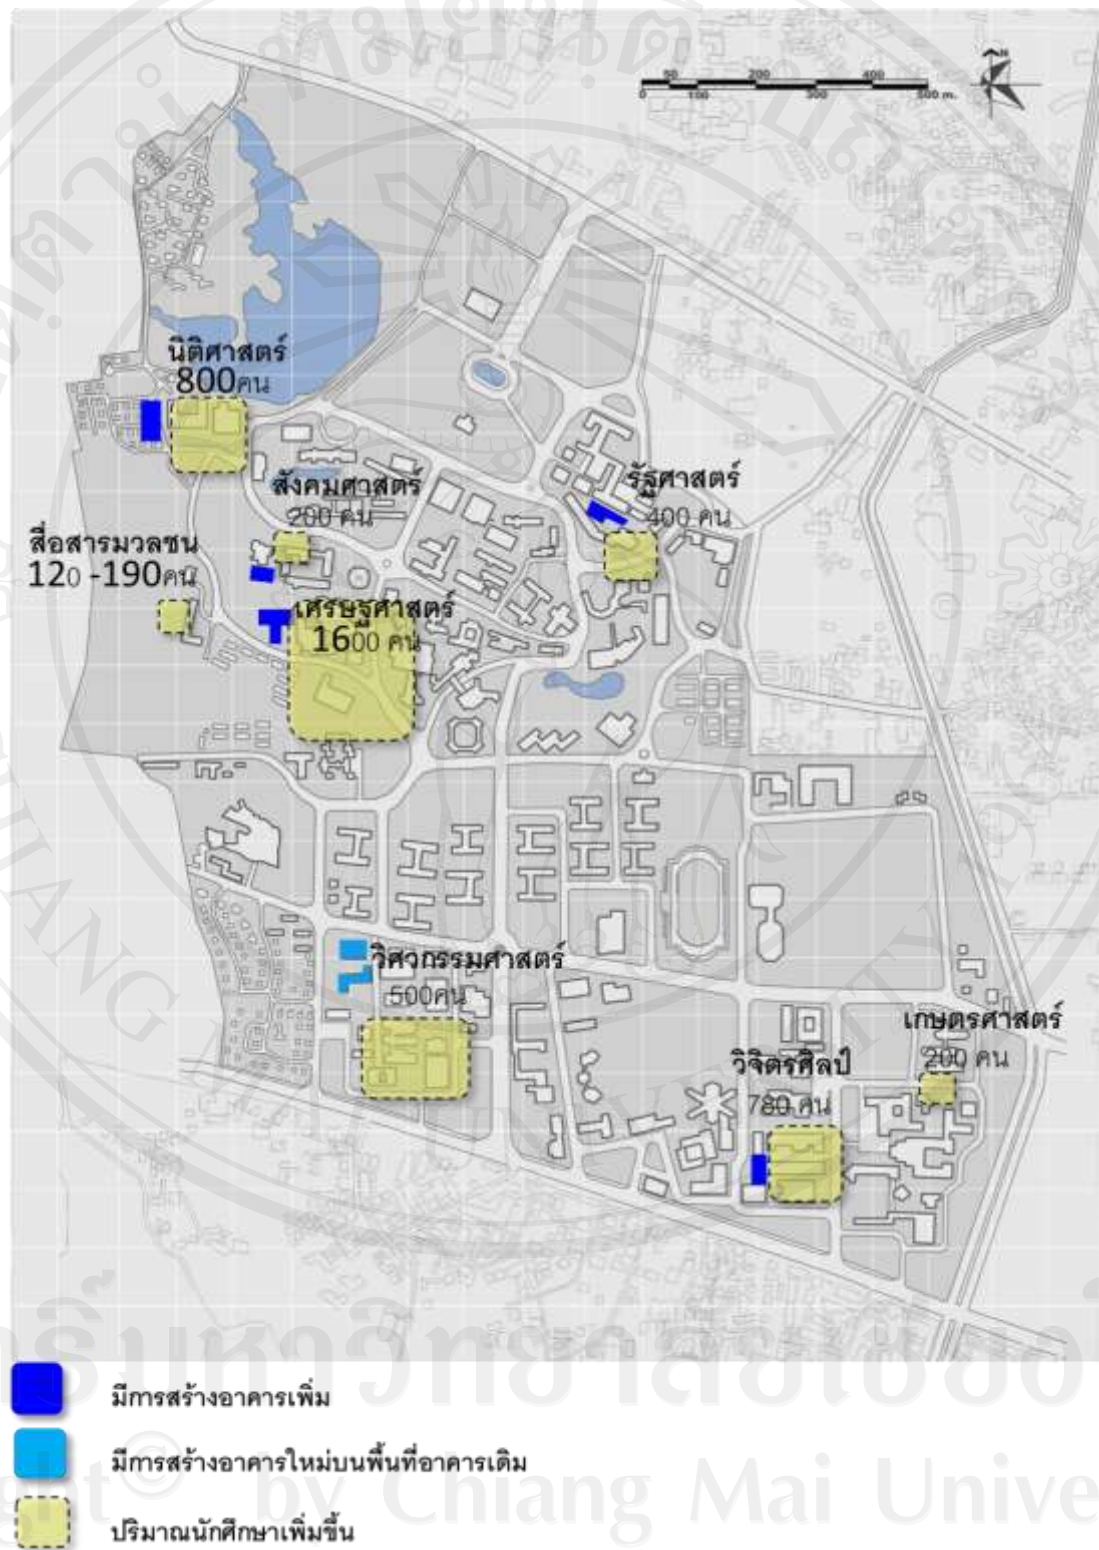 50 200 400
0 100 300 500 m.
N
นิติศาสตร์
800คน
สังคมศาสตร์
200 คน
รัฐศาสตร์
400 คน
สื่อสารมวลชน
120 -190คน
เศรษฐศาสตร์
1600 คน
วิศวกรรมศาสตร์
500คน
เกษตรศาสตร์
200 คน
วิจิตรศิลป์
780 คน
มีการสร้างอาคารเพิ่ม
มีการสร้างอาคารใหม่บนพื้นที่อาคารเดิม
ปริมาณนักศึกษาเพิ่มขึ้น
© by Chiang Mai Unive